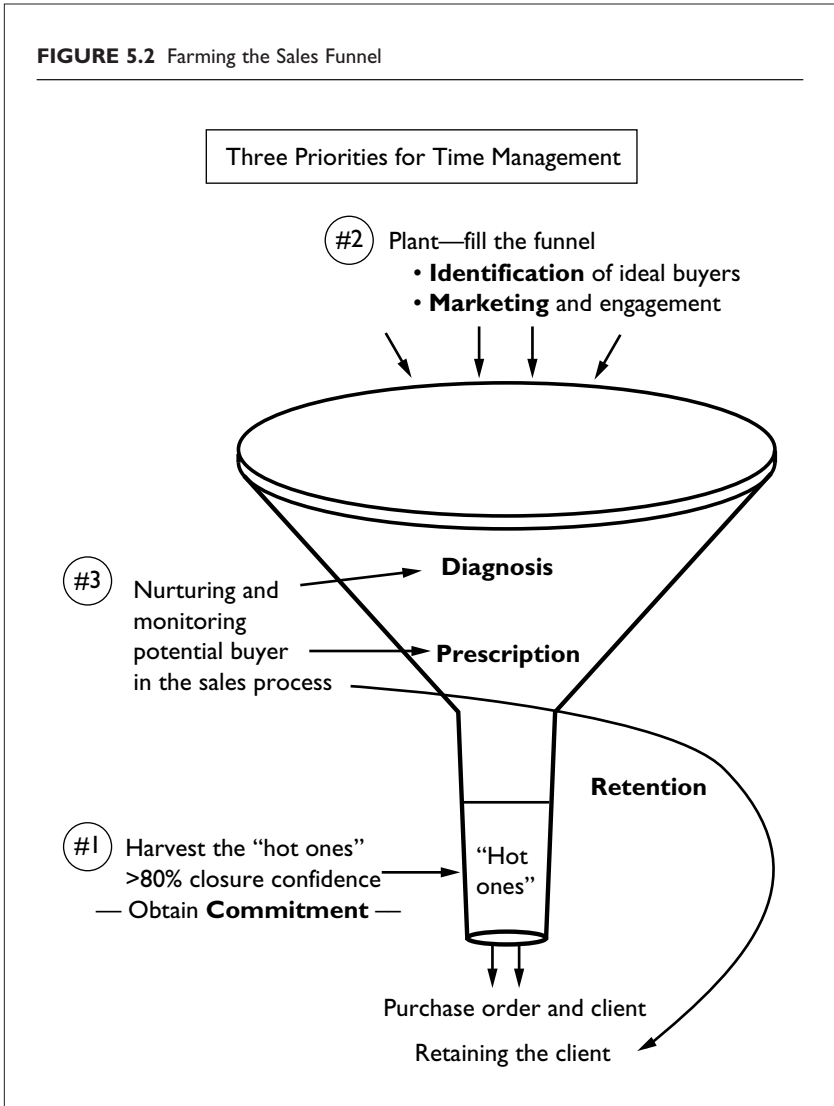 FIGURE 5.2 Farming the Sales Funnel
Three Priorities for Time Management
#2 Plant—fill the funnel
• Identification of ideal buyers
• Marketing and engagement
Diagnosis
#3 Nurturing and
monitoring
potential buyer
in the sales process
Prescription
Retention
#1 Harvest the “hot ones”
>80% closure confidence
— Obtain Commitment —
“Hot
ones”
Purchase order and client
Retaining the client